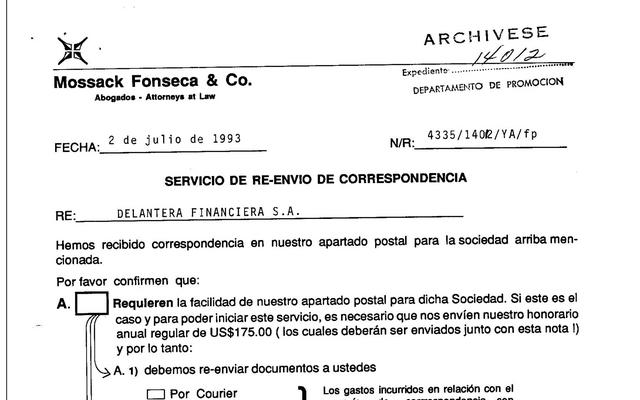 ARCHIVESE
14012
Expediente
DEPARTAMENTO DE PROMOCION
Mossack Fonseca & Co.
Abogados - Attorneys at Law
FECHA: 2 de julio de 1993
N/R: 4335/1402/YA/fp
SERVICIO DE RE-ENVIO DE CORRESPONDENCIA
RE: DELANTERA FINANCIERA S.A.
Hemos recibido correspondencia en nuestro apartado postal para la sociedad arriba men-
cionada.
Por favor confirmen que:
A. Requieren la facilidad de nuestro apartado postal para dicha Sociedad. Si este es el
caso y para poder iniciar este servicio, es necesario que nos envíen nuestro honorario
anual regular de US$175.00 ( los cuales deberán ser enviados junto con esta nota !)
y por lo tanto:
A. 1) debemos re-enviar documentos a ustedes
Por Courier
Los gastos incurridos en relación con el